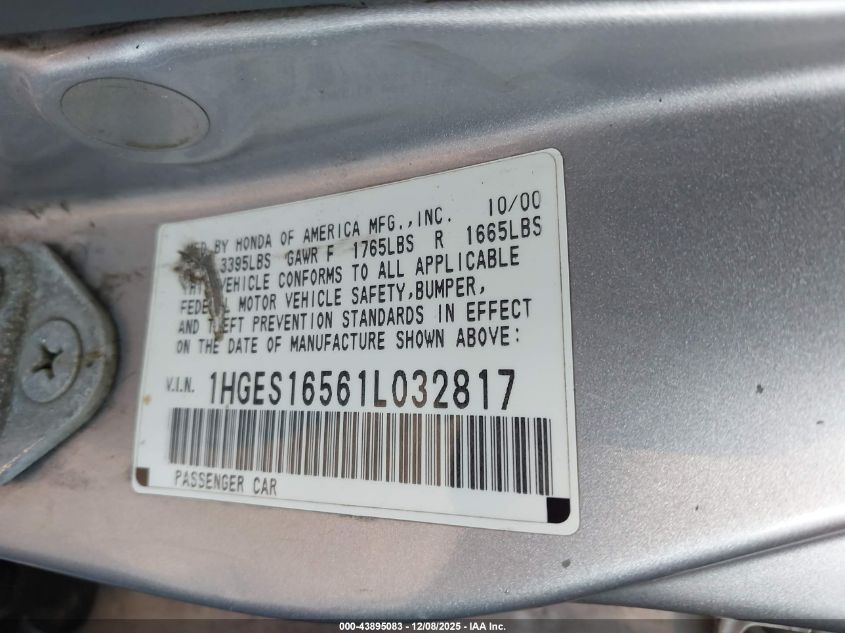 BY HONDA OF AMERICA MFG.,INC. 10/00
3395LBS GAWR F 1765LBS R 1665LBS
VEHICLE CONFORMS TO ALL APPLICABLE
MOTOR VEHICLE SAFETY,BUMPER,
AND THEFT PREVENTION STANDARDS IN EFFECT
ON THE DATE OF MANUFACTURE SHOWN ABOVE:
V.I.N. 1HGES16561L032817
PASSENGER CAR
000-43895083 - 12/08/2025 - IAA Inc.